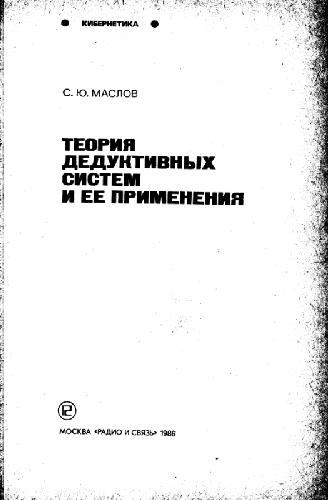 КИБЕРНЕТИКА
С. Ю. МАСЛОВ
ТЕОРИЯ
ДЕДУКТИВНЫХ
СИСТЕМ
И ЕЕ ПРИМЕНЕНИЯ
МОСКВА «РАДИО И СВЯЗЬ» 1986